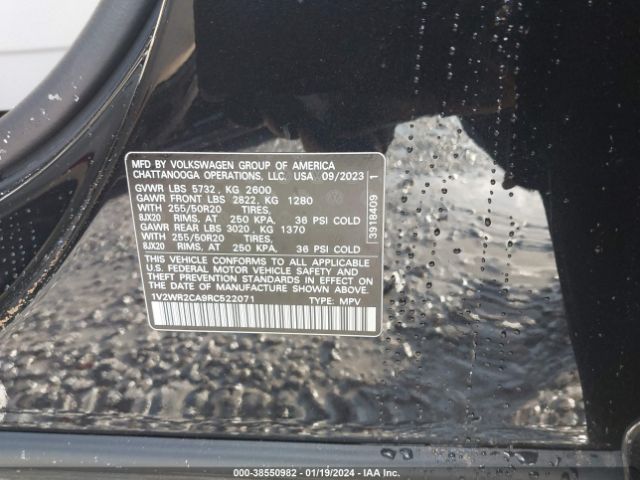 MFD BY VOLKSWAGEN GROUP OF AMERICA
CHATTANOOGA OPERATIONS, LLC. USA 09/2023
GVWR LBS 5732, KG 2600
GAWR FRONT LBS 2822, KG 1280
WITH 255/50R20 TIRES,
8JX20 RIMS, AT 250 KPA, 36 PSI COLD
GAWR REAR LBS 3020, KG 1370
WITH 255/50R20 TIRES,
8JX20 RIMS, AT 250 KPA, 36 PSI COLD
THIS VEHICLE CONFORMS TO ALL APPLICABLE
U.S. FEDERAL MOTOR VEHICLE SAFETY AND
THEFT PREVENTION STANDARDS IN EFFECT ON
THE DATE OF MANUFACTURE SHOWN ABOVE.
1V2WR2CA9RC522071 TYPE: MPV
3918409 1
000-38550982 - 01/19/2024 - IAA Inc.